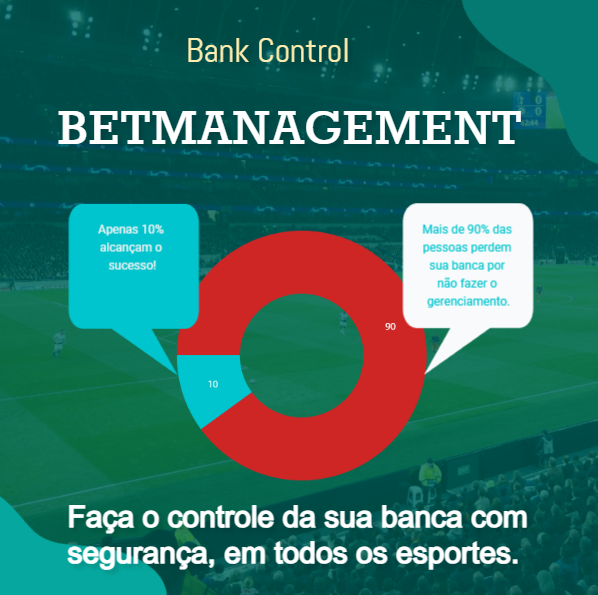 Bank Control
BETMANAGEMENT
Apenas 10%
alcançam o
sucesso!
Mais de 90% das
pessoas perdem
sua banca por
não fazer o
gerenciamento.
90
10
Faça o controle da sua banca com
segurança, em todos os esportes.